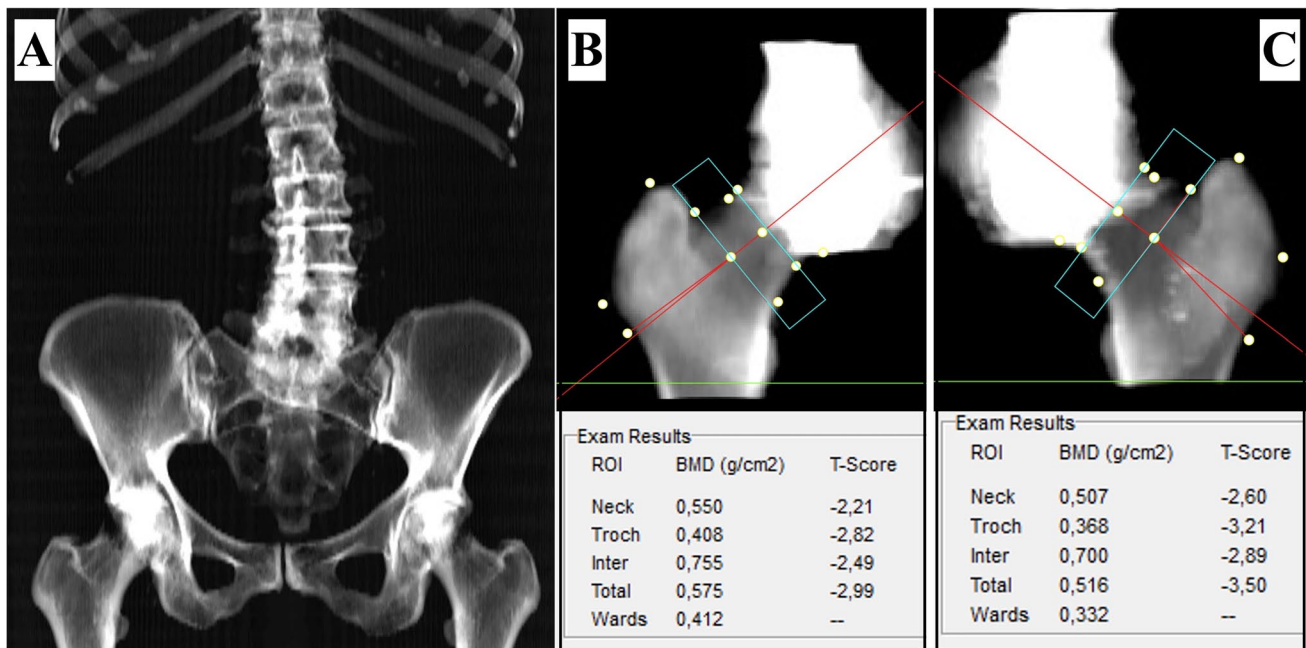 A
B
C
Exam Results
ROI BMD (g/cm2) T-Score
Neck 0,550 -2,21
Troch 0,408 -2,82
Inter 0,755 -2,49
Total 0,575 -2,99
Wards 0,412 --
Exam Results
ROI BMD (g/cm2) T-Score
Neck 0,507 -2,60
Troch 0,368 -3,21
Inter 0,700 -2,89
Total 0,516 -3,50
Wards 0,332 --